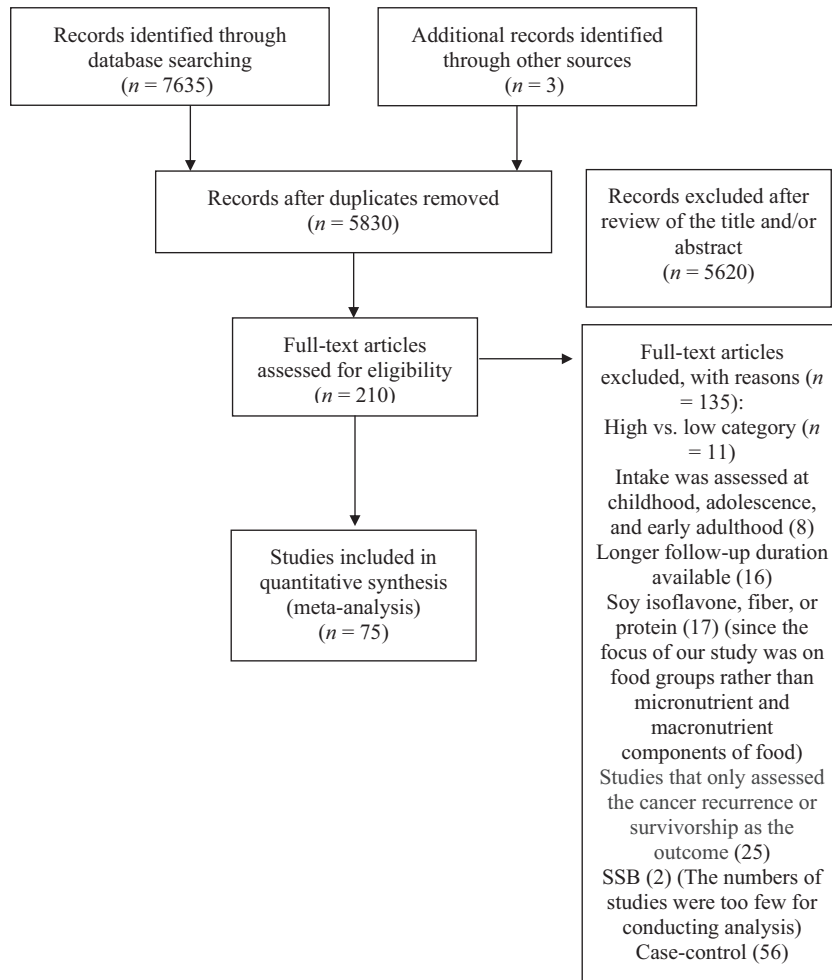 Records identified through
database searching
(n = 7635)
Additional records identified
through other sources
(n = 3)
Records after duplicates removed
(n = 5830)
Records excluded after
review of the title and/or
abstract
(n = 5620)
Full-text articles
assessed for eligibility
(n = 210)
Full-text articles
excluded, with reasons (n
= 135):
High vs. low category (n
= 11)
Intake was assessed at
childhood, adolescence,
and early adulthood (8)
Longer follow-up duration
available (16)
Soy isoflavone, fiber, or
protein (17) (since the
focus of our study was on
food groups rather than
micronutrient and
macronutrient
components of food)
Studies that only assessed
the cancer recurrence or
survivorship as the
outcome (25)
SSB (2) (The numbers of
studies were too few for
conducting analysis)
Case-control (56)
Studies included in
quantitative synthesis
(meta-analysis)
(n = 75)